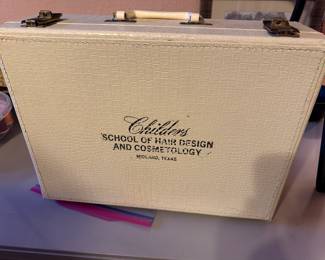 Childers
SCHOOL OF HAIR DESIGN
AND COSMETOLOGY
MIDLAND, TEXAS